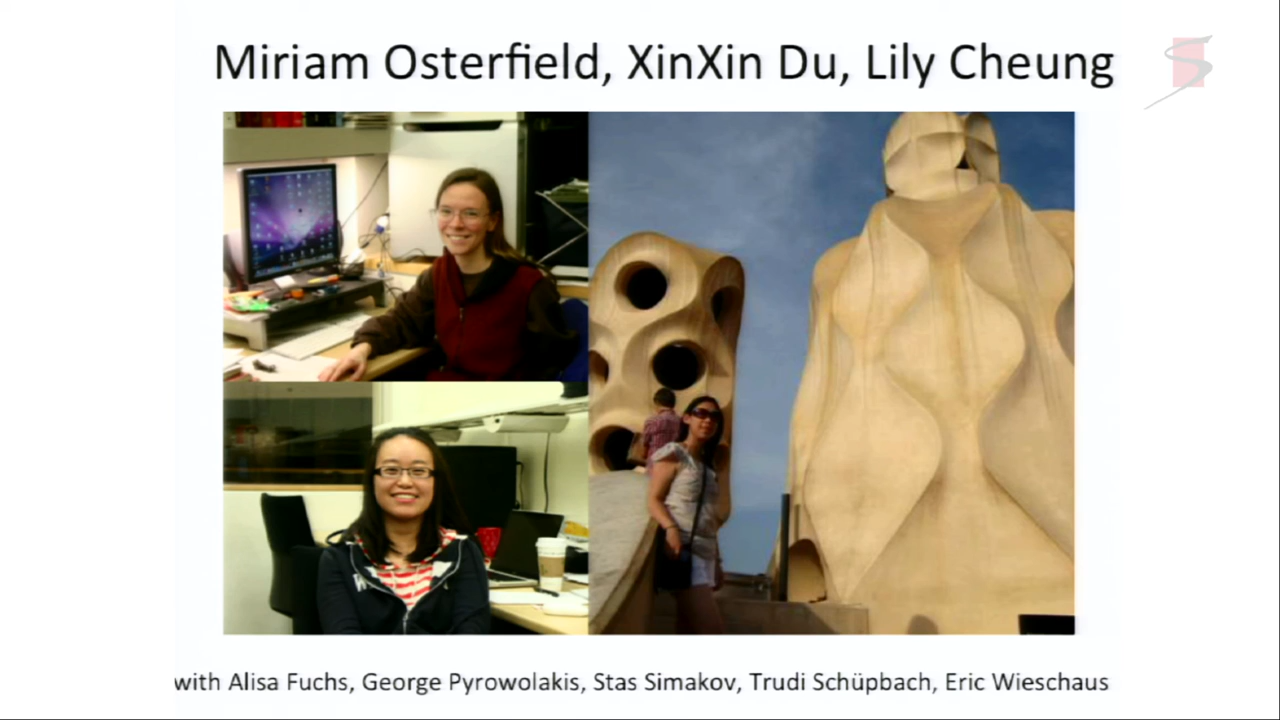 Miriam Osterfield, XinXin Du, Lily Cheung
with Alisa Fuchs, George Pyrowolakis, Stas Simakov, Trudi Schüpbach, Eric Wieschaus